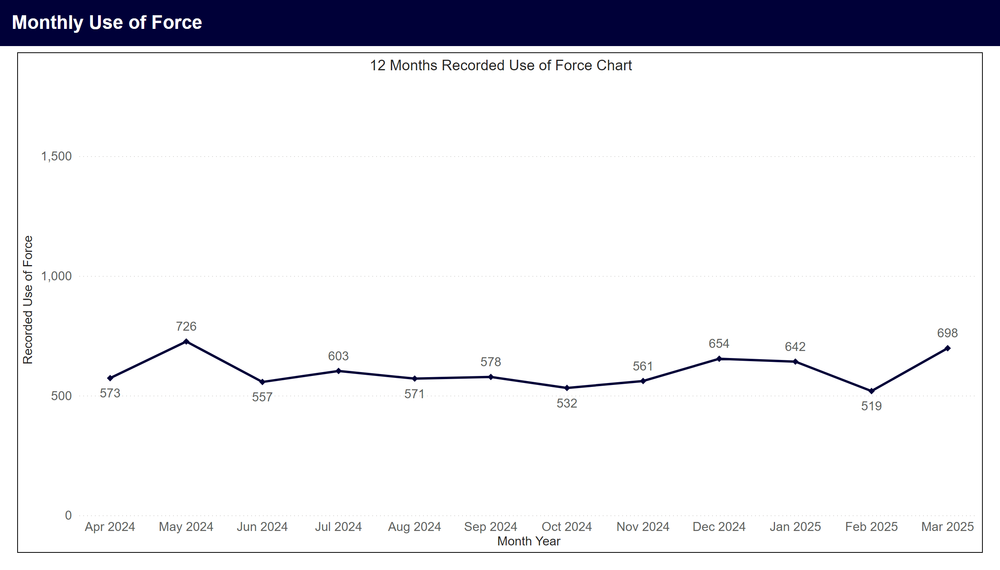 Monthly Use of Force
12 Months Recorded Use of Force Chart
Recorded Use of Force
1,500
1,000
500
0
573
726
557
603
571
578
532
561
654
642
519
698
Apr 2024
May 2024
Jun 2024
Jul 2024
Aug 2024
Sep 2024
Oct 2024
Nov 2024
Dec 2024
Jan 2025
Feb 2025
Mar 2025
Month Year